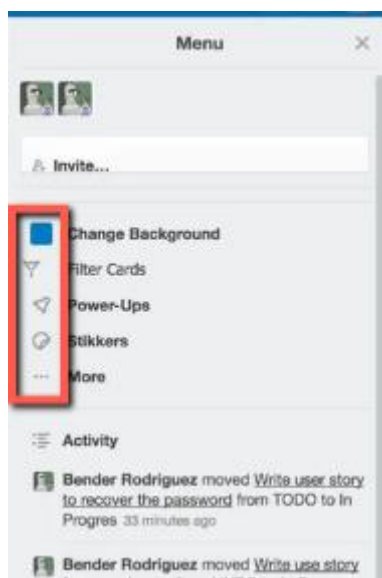 Menu
Invite...
Change Background
Filter Cards
Power-Ups
Stikkers
More
Activity
Bender Rodriguez moved Write user story
to recover the password from TODO to In
Progres 33 minutes ago
Bender Rodriguez moved Write use story